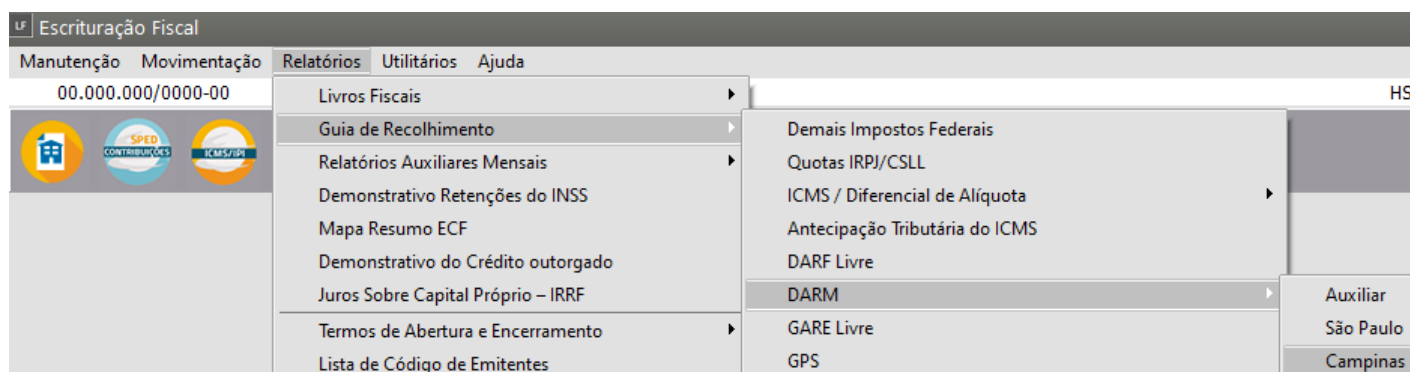 LF Escrituração Fiscal
Manutenção Movimentação Relatórios Utilitários Ajuda
00.000.000/0000-00
HS
SPED CONTRIBUIÇÕES
ICMS/IPI
Livros Fiscais
Guia de Recolhimento
Relatórios Auxiliares Mensais
Demonstrativo Retenções do INSS
Mapa Resumo ECF
Demonstrativo do Crédito outorgado
Juros Sobre Capital Próprio – IRRF
Termos de Abertura e Encerramento
Lista de Código de Emitentes
Demais Impostos Federais
Quotas IRPJ/CSLL
ICMS / Diferencial de Alíquota
Antecipação Tributária do ICMS
DARF Livre
DARM
GARE Livre
GPS
Auxiliar
São Paulo
Campinas